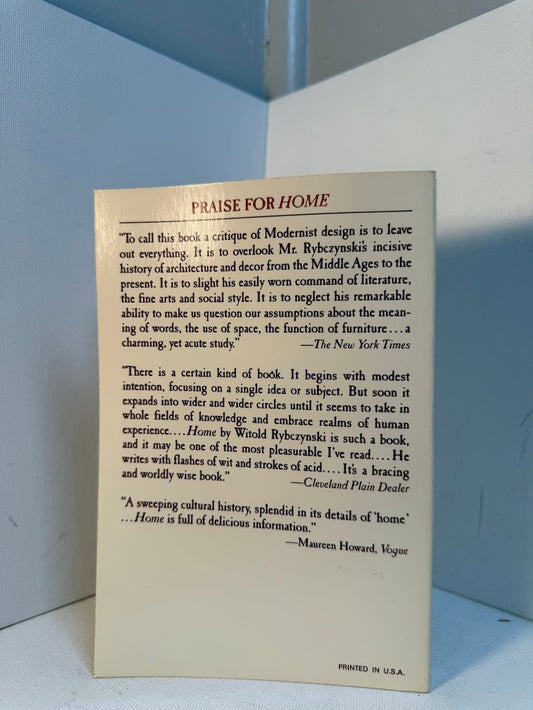 PRAISE FOR HOME
"To call this book a critique of Modernist design is to leave
out everything. It is to overlook Mr. Rybczynski's incisive
history of architecture and decor from the Middle Ages to the
present. It is to slight his easily worn command of literature,
the fine arts and social style. It is to neglect his remarkable
ability to make us question our assumptions about the mean-
ing of words, the use of space, the function of furniture...a
charming, yet acute study."
—The New York Times
"There is a certain kind of book. It begins with modest
intention, focusing on a single idea or subject. But soon it
expands into wider and wider circles until it seems to take in
whole fields of knowledge and embrace realms of human
experience....Home by Witold Rybczynski is such a book,
and it may be one of the most pleasurable I've read....He
writes with flashes of wit and strokes of acid....It's a bracing
and worldly wise book."
—Cleveland Plain Dealer
"A sweeping cultural history, splendid in its details of 'home'
...Home is full of delicious information."
—Maureen Howard, Vogue
PRINTED IN U.S.A.